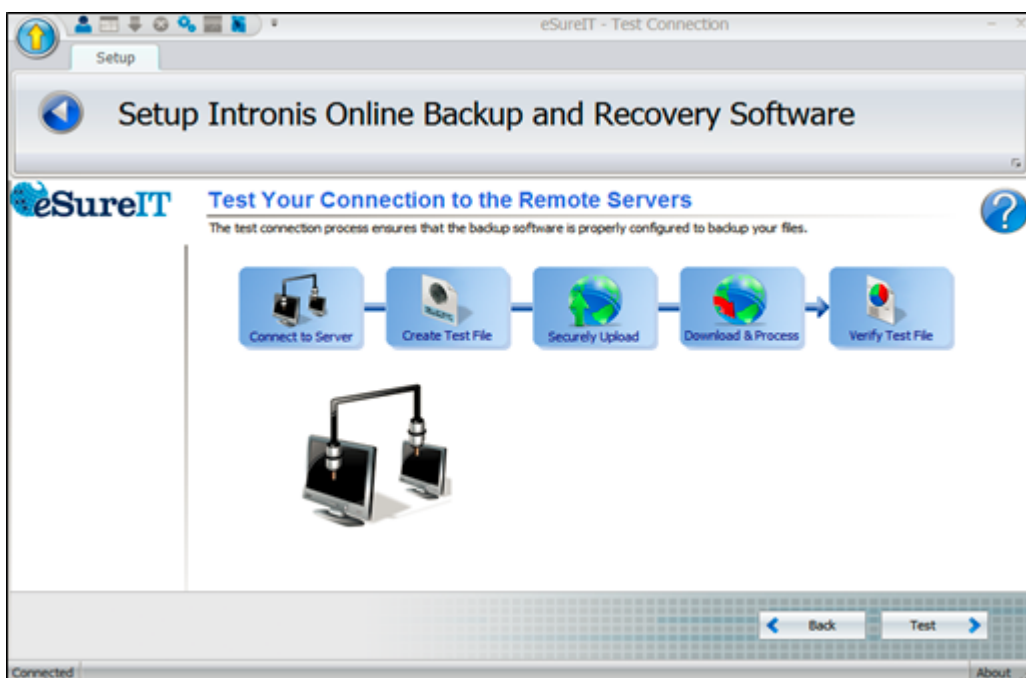 eSureIT - Test Connection
Setup
Setup Intronis Online Backup and Recovery Software
eSureIT
Test Your Connection to the Remote Servers
The test connection process ensures that the backup software is properly configured to backup your files.
Connect to Server
Create Test File
Securely Upload
Download & Process
Verify Test File
Back
Test
Connected
About